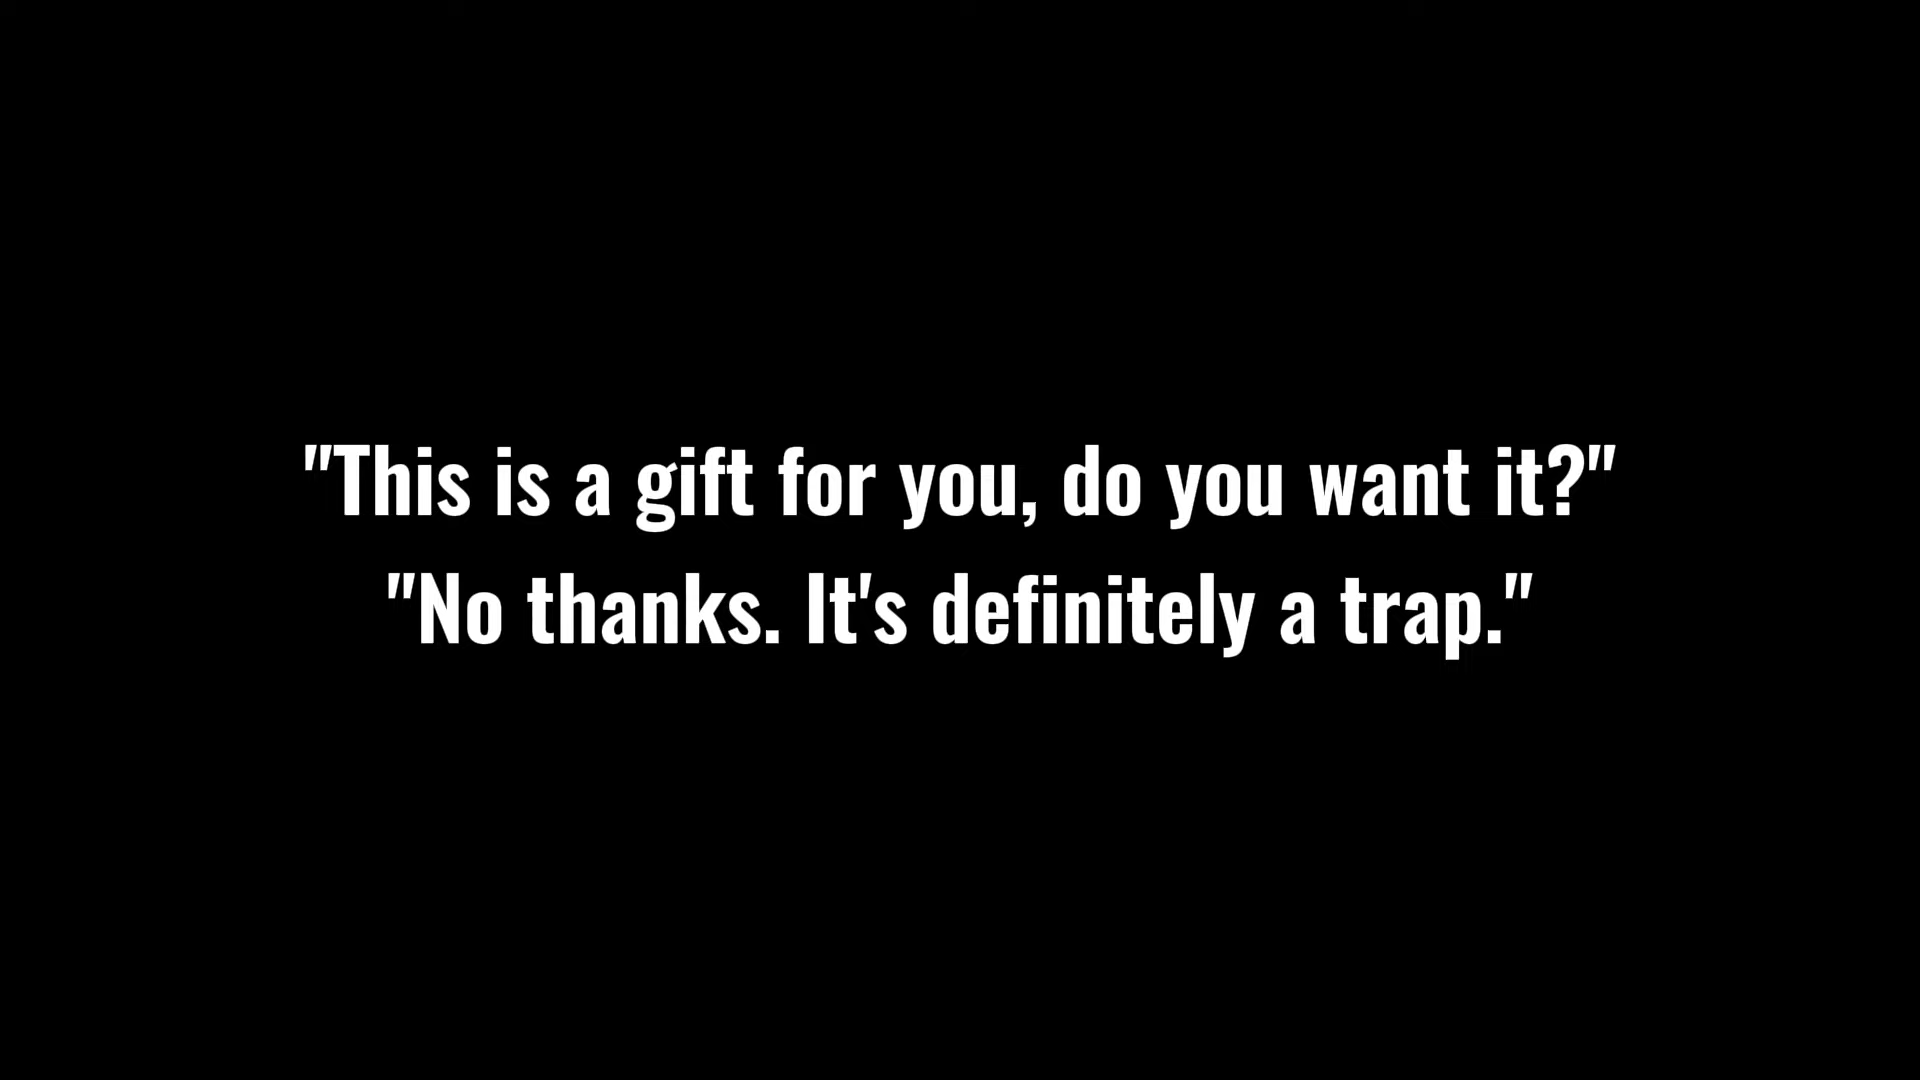 "This is a gift for you, do you want it?"
"No thanks. It's definitely a trap."